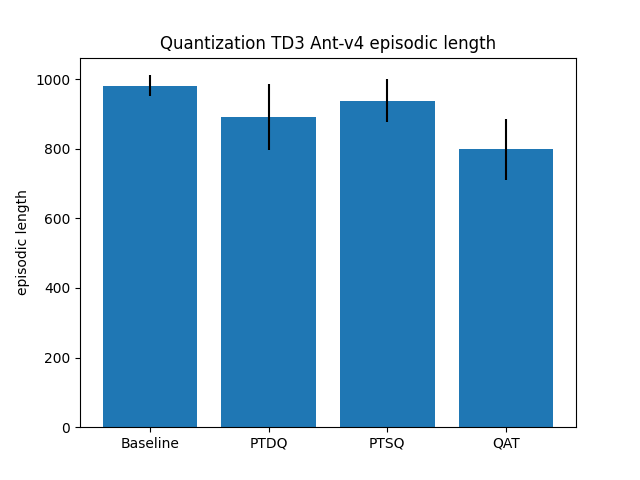 Quantization TD3 Ant-v4 episodic length
1000
800
600
400
200
0
episodic length
Baseline PTDQ PTSQ QAT